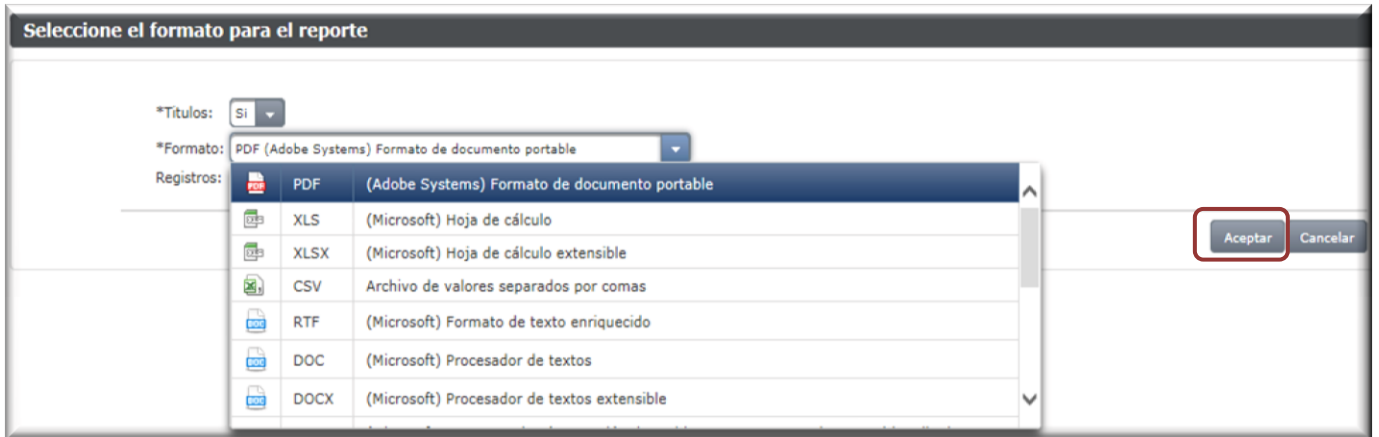 Seleccione el formato para el reporte
*Titulos: Si
*Formato: PDF (Adobe Systems) Formato de documento portable
Registros:
PDF (Adobe Systems) Formato de documento portable
XLS (Microsoft) Hoja de cálculo
XLSX (Microsoft) Hoja de cálculo extensible
CSV Archivo de valores separados por comas
RTF (Microsoft) Formato de texto enriquecido
DOC (Microsoft) Procesador de textos
DOCX (Microsoft) Procesador de textos extensible
Aceptar Cancelar